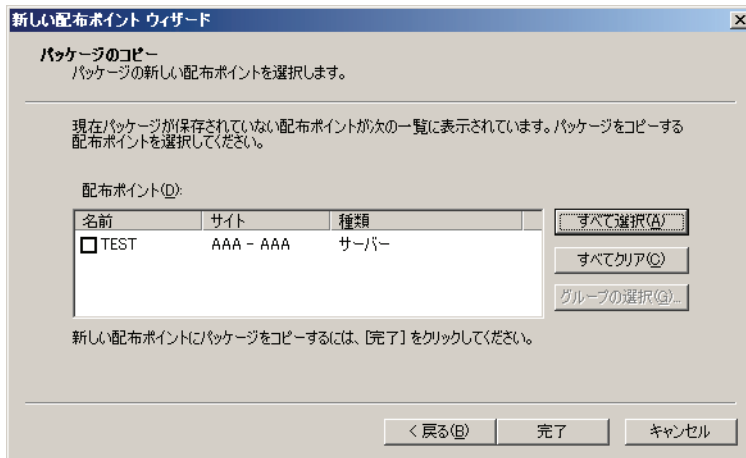 新しい配布ポイント ウィザード
パッケージのコピー
パッケージの新しい配布ポイントを選択します。
現在パッケージが保存されていない配布ポイントが次の一覧に表示されています。パッケージをコピーする
配布ポイントを選択してください。
配布ポイント(D):
名前 サイト 種類
TEST AAA - AAA サーバー
すべて選択(A)
すべてクリア(C)
グループの選択(G)...
新しい配布ポイントにパッケージをコピーするには、[完了] をクリックしてください。
< 戻る(B) 完了 キャンセル